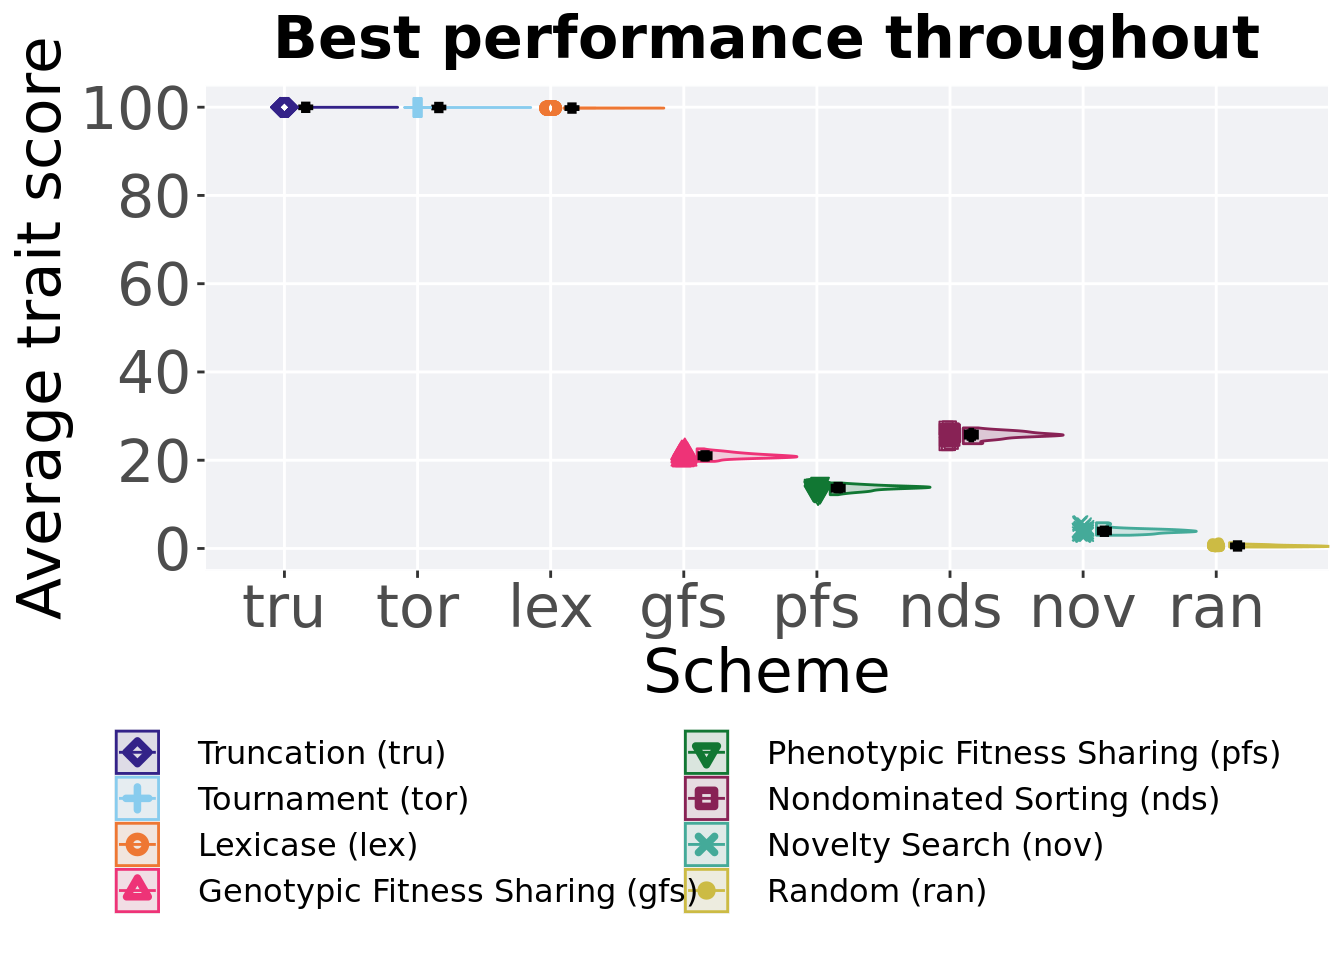 Best performance throughout
Average trait score
100
80
60
40
20
0
tru tor lex gfs pfs nds nov ran
Scheme
Truncation (tru)
Tournament (tor)
Lexicase (lex)
Genotypic Fitness Sharing (gfs)
Phenotypic Fitness Sharing (pfs)
Nondominated Sorting (nds)
Novelty Search (nov)
Random (ran)